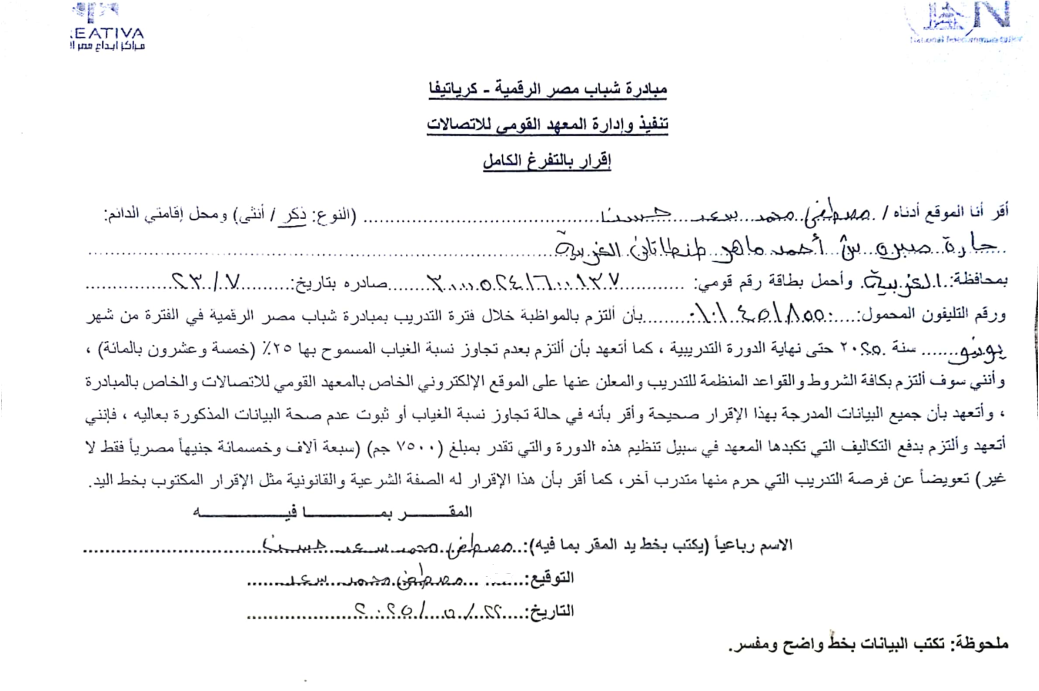 EATIVA
مراكز إبداع مصر ا
مبادرة شباب مصر الرقمية - كرياتيفا
تنفيذ وإدارة المعهد القومي للاتصالات
إقرار بالتفرغ الكامل
أقر أنا الموقع أدناه / مصطفى محمد سعد حسن (النوع: ذكر / أنثى) ومحل إقامتي الدائم:
حارة صبرى ش أحمد ماهر طنطا الغربية
بمحافظة: الغربية وأحمل بطاقة رقم قومي: صادره بتاريخ: ٢٣/٧
ورقم التليفون المحمول: بأن ألتزم بالمواظبة خلال فترة التدريب بمبادرة شباب مصر الرقمية في الفترة من شهر
يونيو سنة ٢٠٢٥ حتى نهاية الدورة التدريبية ، كما أتعهد بأن ألتزم بعدم تجاوز نسبة الغياب المسموح بها ٢٥٪ (خمسة وعشرون بالمائة) ،
وأنني سوف ألتزم بكافة الشروط والقواعد المنظمة للتدريب والمعلن عنها على الموقع الإلكتروني الخاص بالمعهد القومي للاتصالات والخاص بالمبادرة
، وأتعهد بأن جميع البيانات المدرجة بهذا الإقرار صحيحة وأقر بأنه في حالة تجاوز نسبة الغياب أو ثبوت عدم صحة البيانات المذكورة بعاليه ، فإنني
أتعهد وألتزم بدفع التكاليف التي تكبدها المعهد في سبيل تنظيم هذه الدورة والتي تقدر بمبلغ (٧٥٠٠ جم) (سبعة آلاف وخمسمائة جنيهاً مصرياً فقط لا
غير) تعويضاً عن فرصة التدريب التي حرم منها متدرب آخر، كما أقر بأن هذا الإقرار له الصفة الشرعية والقانونية مثل الإقرار المكتوب بخط اليد.
المقـــر بمـــا فيـــه
الاسم رباعياً (يكتب بخط يد المقر بما فيه): مصطفى محمد سعد حسن
التوقيع: مصطفى محمد سعد
التاريخ: ٢٢/٥/٢٠٢٥
ملحوظة: تكتب البيانات بخط واضح ومفسر.